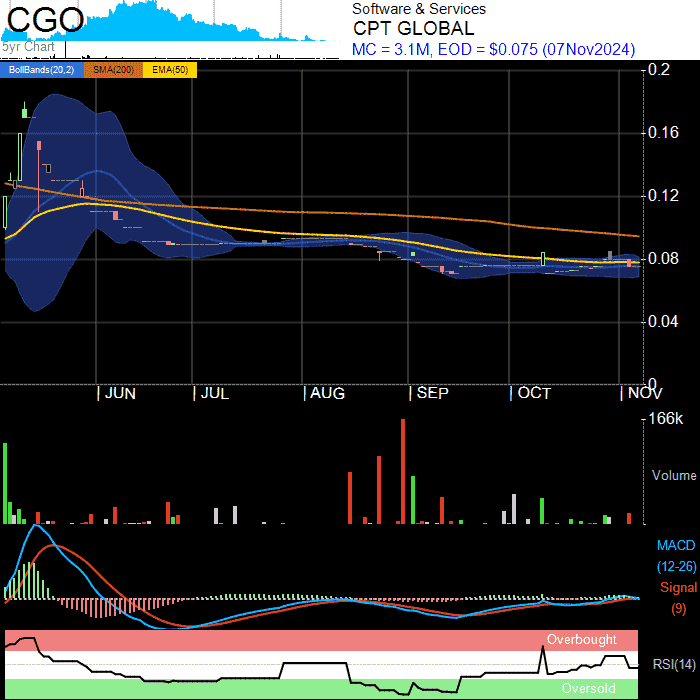 CGO
5yr Chart
Software & Services
CPT GLOBAL
MC = 3.1M, EOD = $0.075 (07Nov2024)
BollBands(20,2) SMA(200) EMA(50)
0.2
0.16
0.12
0.08
0.04
0
JUN JUL AUG SEP OCT NOV
166k
Volume
MACD
(12-26)
Signal
(9)
Overbought
RSI(14)
Oversold